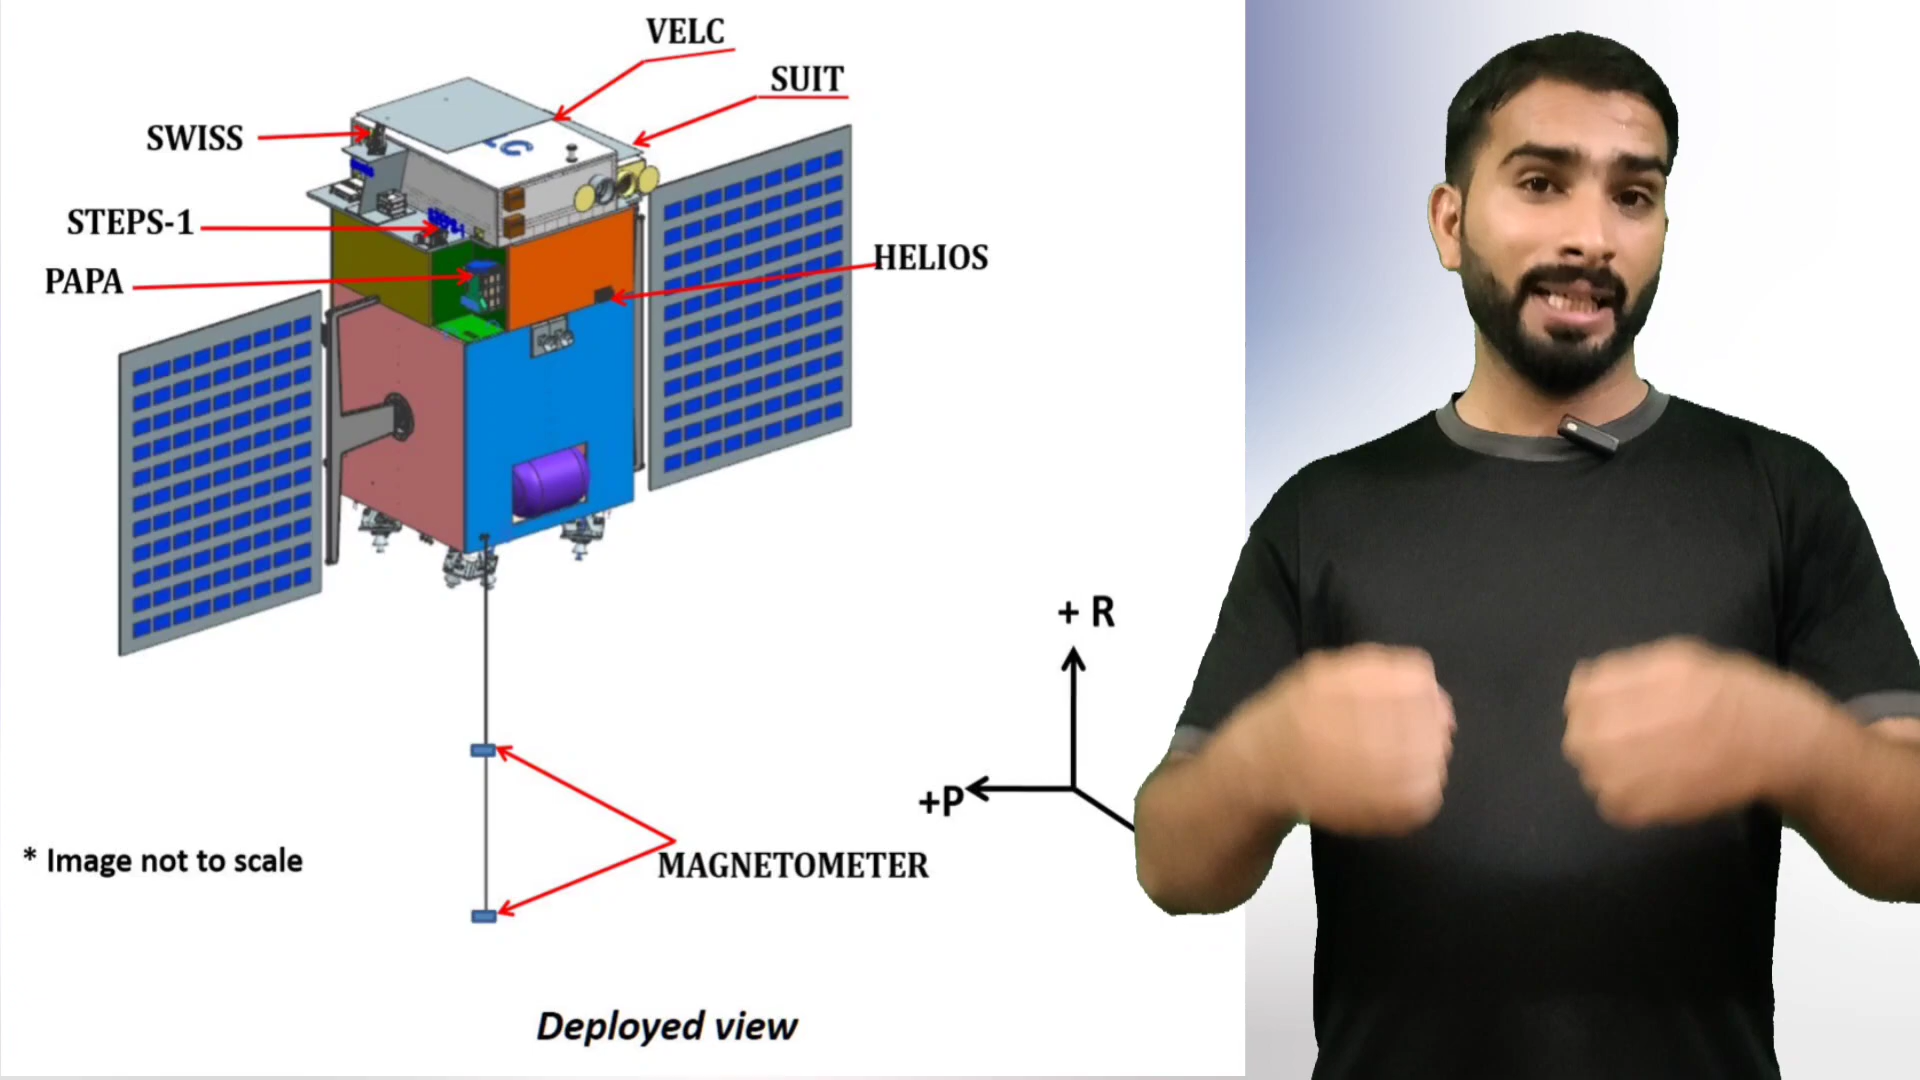 VELC
SUIT
SWISS
STEPS-1
PAPA
HELIOS
+ R
+P
MAGNETOMETER
* Image not to scale
Deployed view